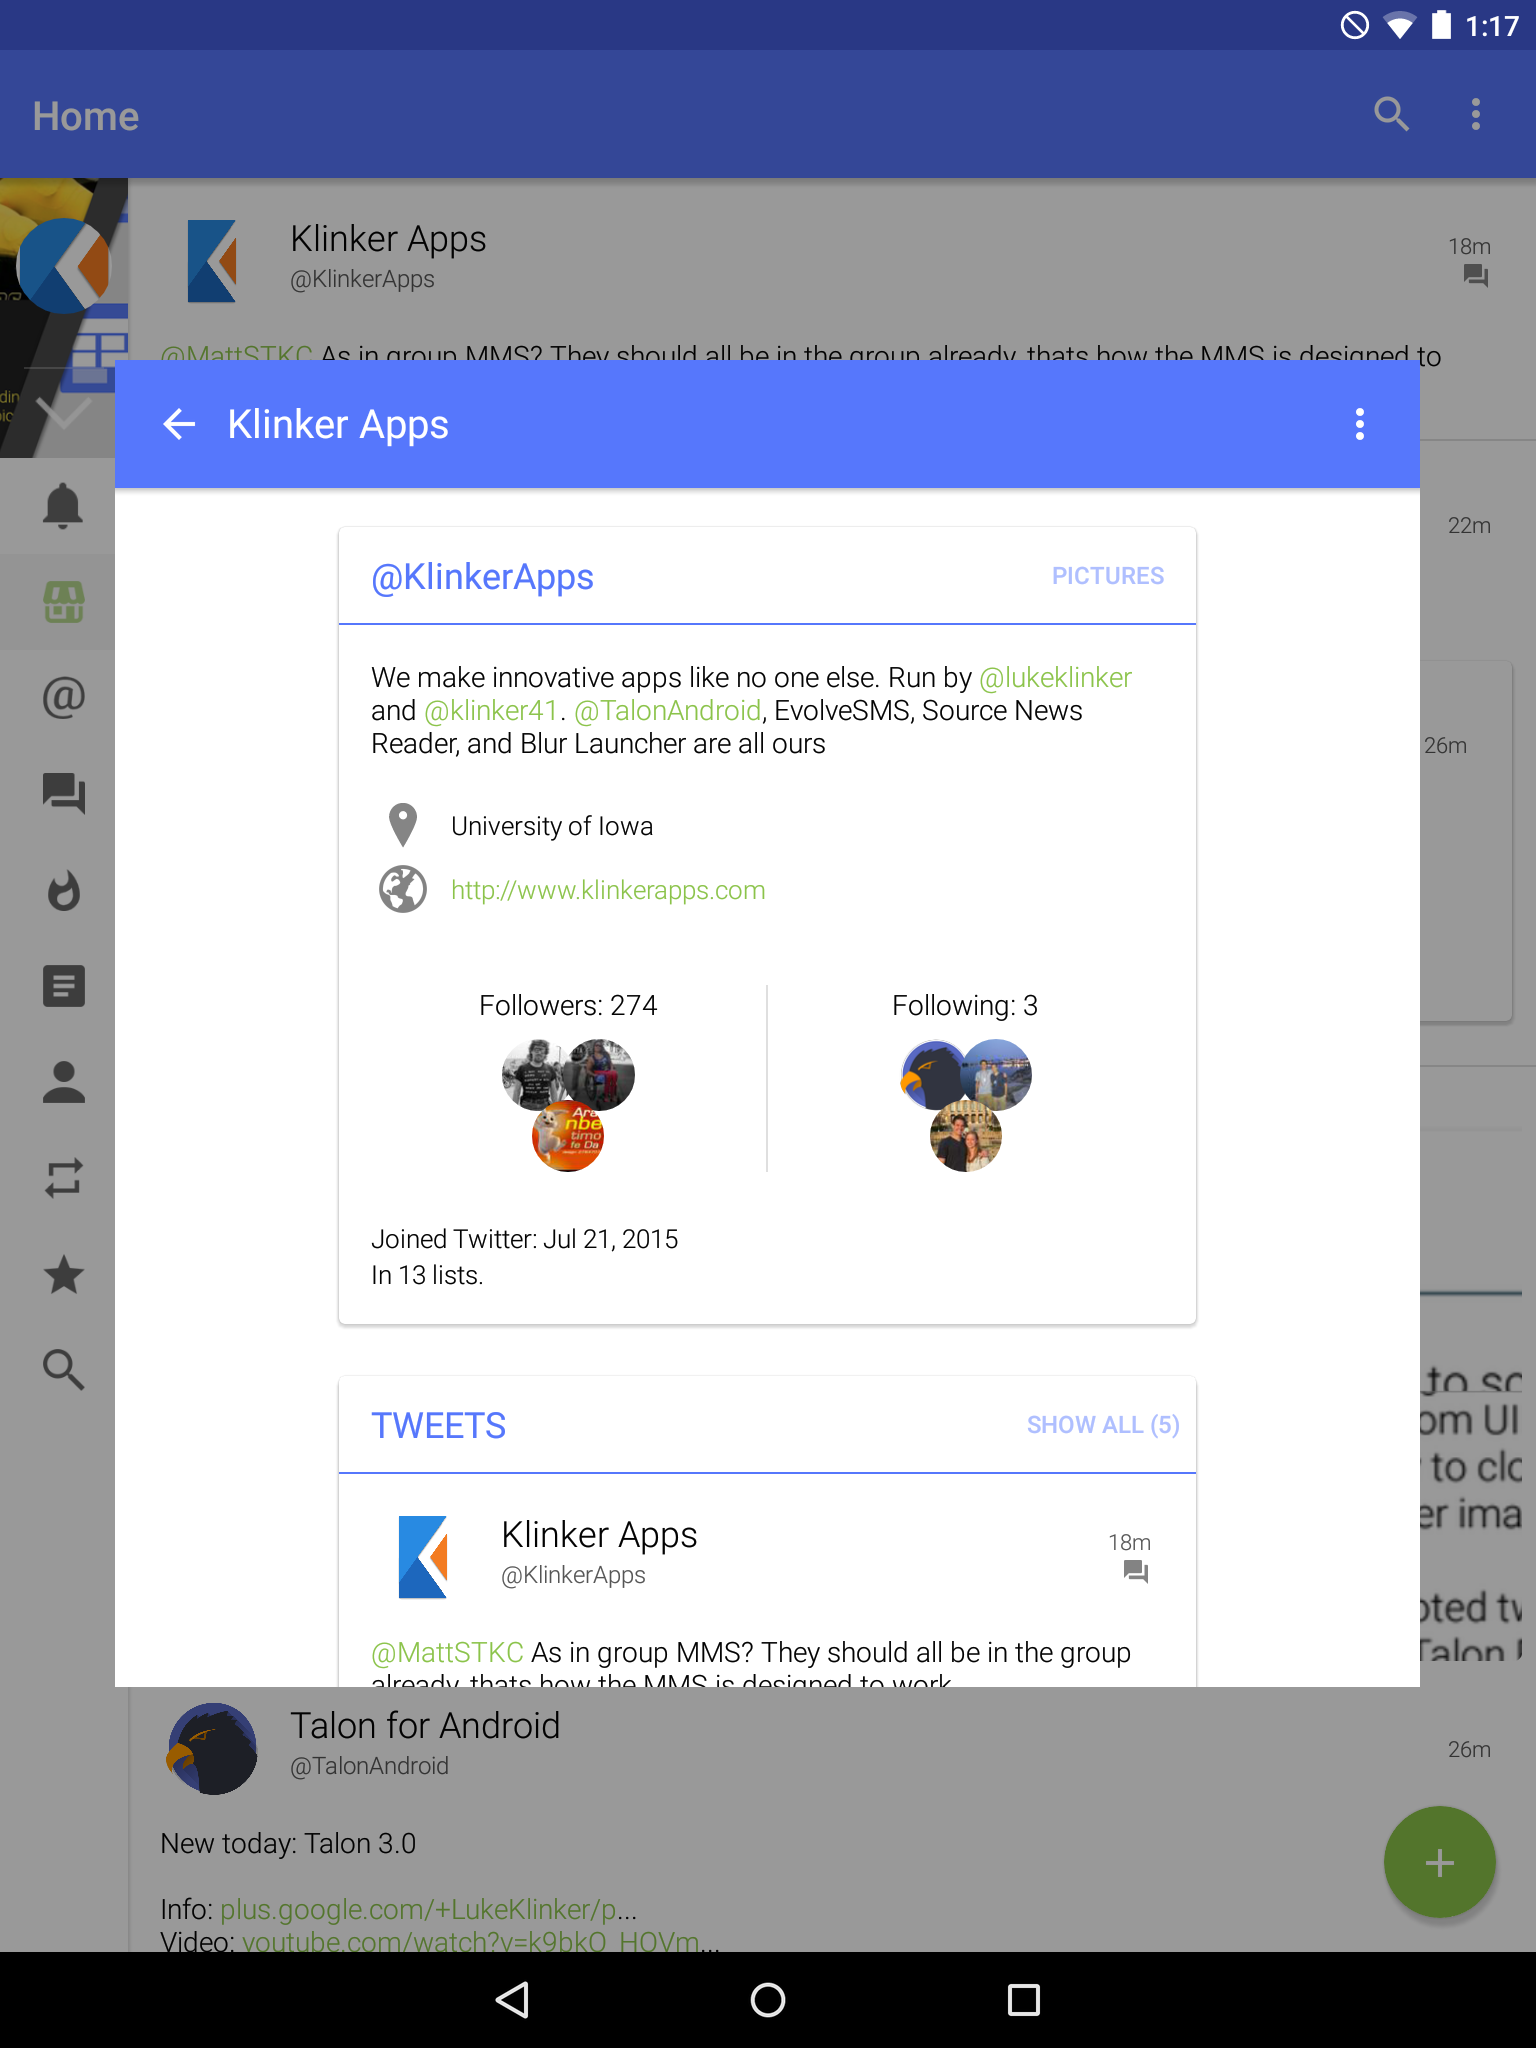 1:17
Home
Klinker Apps
@KlinkerApps
18m
@MattSTKC As in group MMS? They should all be in the group already, thats how the MMS is designed to
Klinker Apps
22m
@KlinkerApps
PICTURES
We make innovative apps like no one else. Run by @lukeklinker
and @klinker41. @TalonAndroid, EvolveSMS, Source News
Reader, and Blur Launcher are all ours
26m
University of Iowa
http://www.klinkerapps.com
Followers: 274
Following: 3
Joined Twitter: Jul 21, 2015
In 13 lists.
TWEETS
SHOW ALL (5)
Klinker Apps
@KlinkerApps
18m
@MattSTKC As in group MMS? They should all be in the group
already, thats how the MMS is designed to work
Talon for Android
@TalonAndroid
26m
New today: Talon 3.0
Info: plus.google.com/+LukeKlinker/p...
Video: youtube.com/watch?v=k9bkO_HOVm...